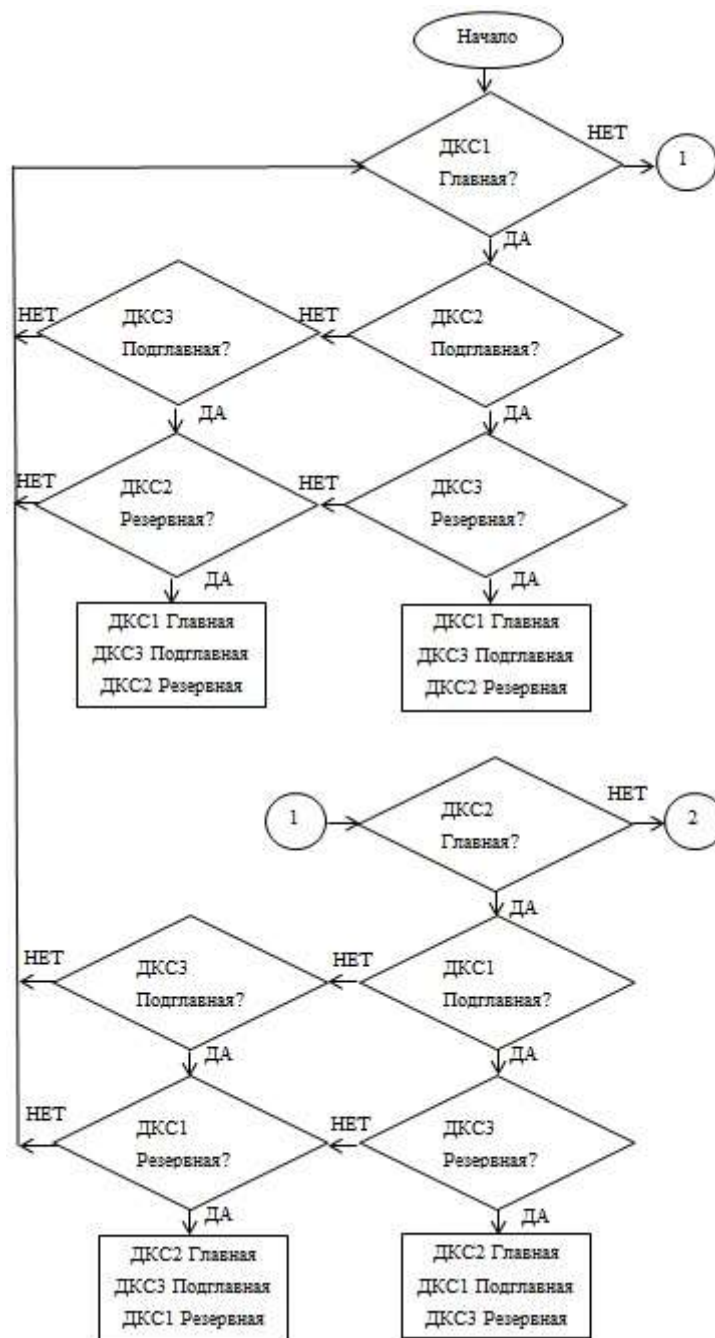 Начало
НЕТ
ДКС1
Главная?
1
ДА
НЕТ
ДКС3
Подглавная?
НЕТ
ДКС2
Подглавная?
ДА
ДА
НЕТ
ДКС2
Резервная?
НЕТ
ДКС3
Резервная?
ДА
ДА
ДКС1 Главная
ДКС3 Подглавная
ДКС2 Резервная
ДКС1 Главная
ДКС3 Подглавная
ДКС2 Резервная
1
ДКС2
Главная?
НЕТ
2
ДА
НЕТ
ДКС3
Подглавная?
НЕТ
ДКС1
Подглавная?
ДА
ДА
НЕТ
ДКС1
Резервная?
НЕТ
ДКС3
Резервная?
ДА
ДА
ДКС2 Главная
ДКС3 Подглавная
ДКС1 Резервная
ДКС2 Главная
ДКС1 Подглавная
ДКС3 Резервная